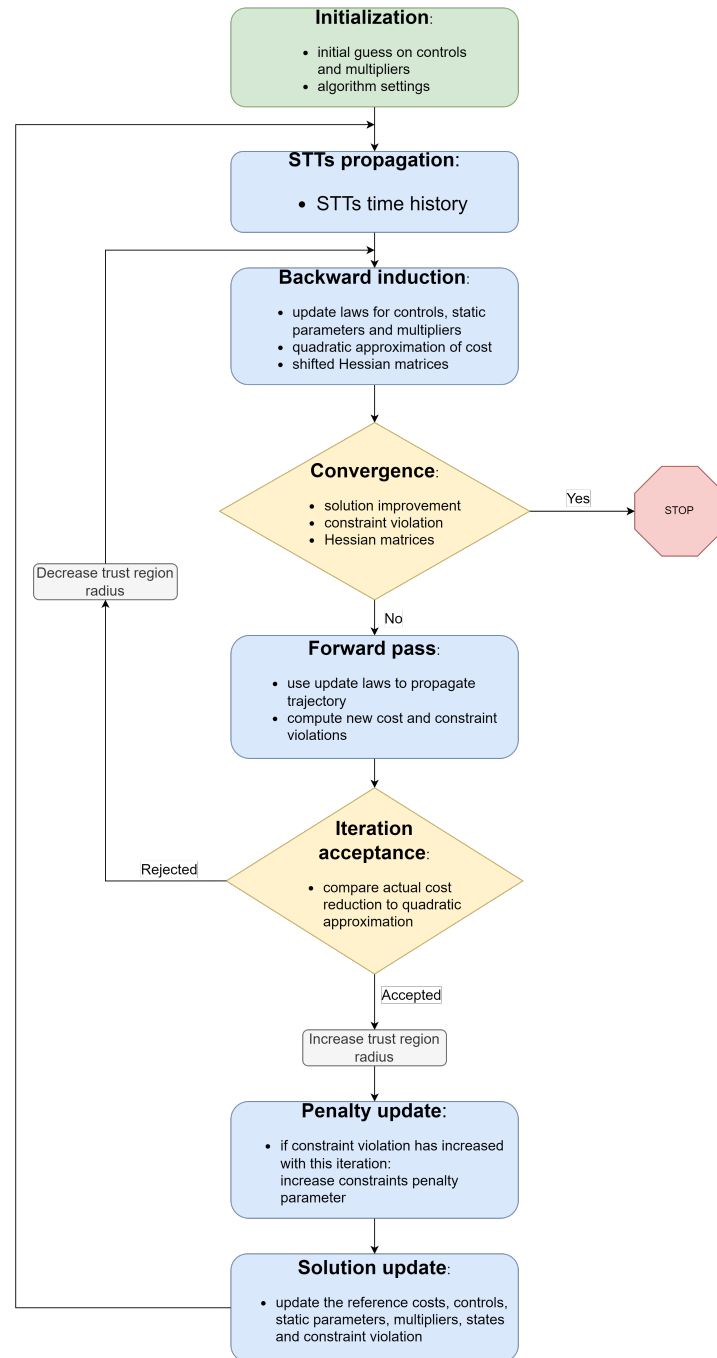 Initialization:
• initial guess on controls
and multipliers
• algorithm settings
STTs propagation:
• STTs time history
Backward induction:
• update laws for controls, static
parameters and multipliers
• quadratic approximation of cost
• shifted Hessian matrices
Convergence:
• solution improvement
• constraint violation
• Hessian matrices
Yes
STOP
Decrease trust region
radius
No
Forward pass:
• use update laws to propagate
trajectory
• compute new cost and constraint
violations
Iteration
acceptance:
• compare actual cost
reduction to quadratic
approximation
Rejected
Accepted
Increase trust region
radius
Penalty update:
• if constraint violation has increased
with this iteration:
increase constraints penalty
parameter
Solution update:
• update the reference costs, controls,
static parameters, multipliers, states
and constraint violation